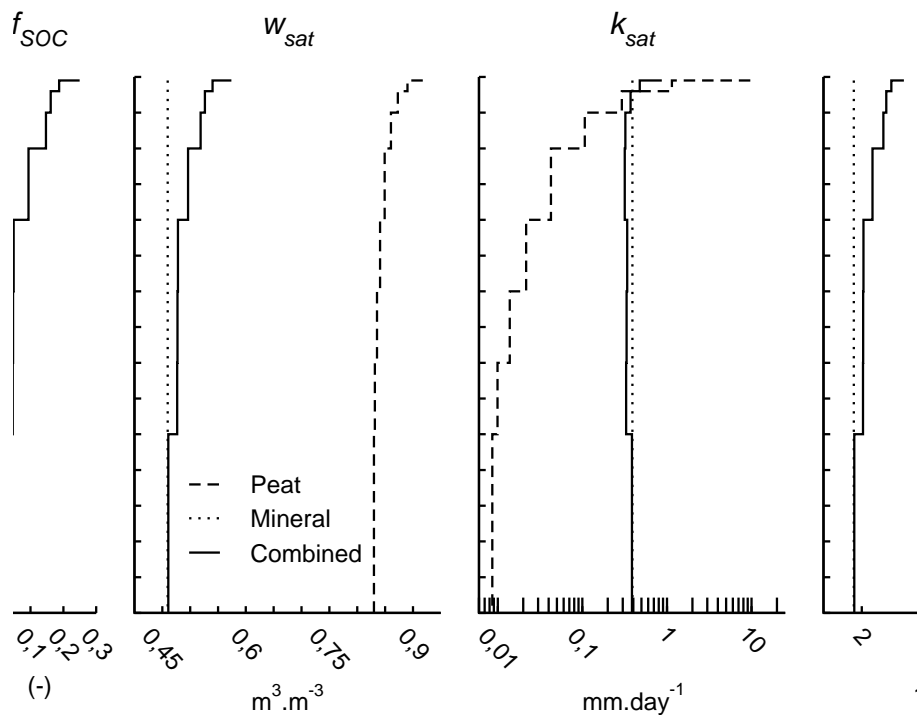 f_SOC w_sat k_sat
Peat
Mineral
Combined
0,1 0,2 0,3 0,45 0,6 0,75 0,9 0,01 0,1 1 10 2
(-) m³.m⁻³ mm.day⁻¹